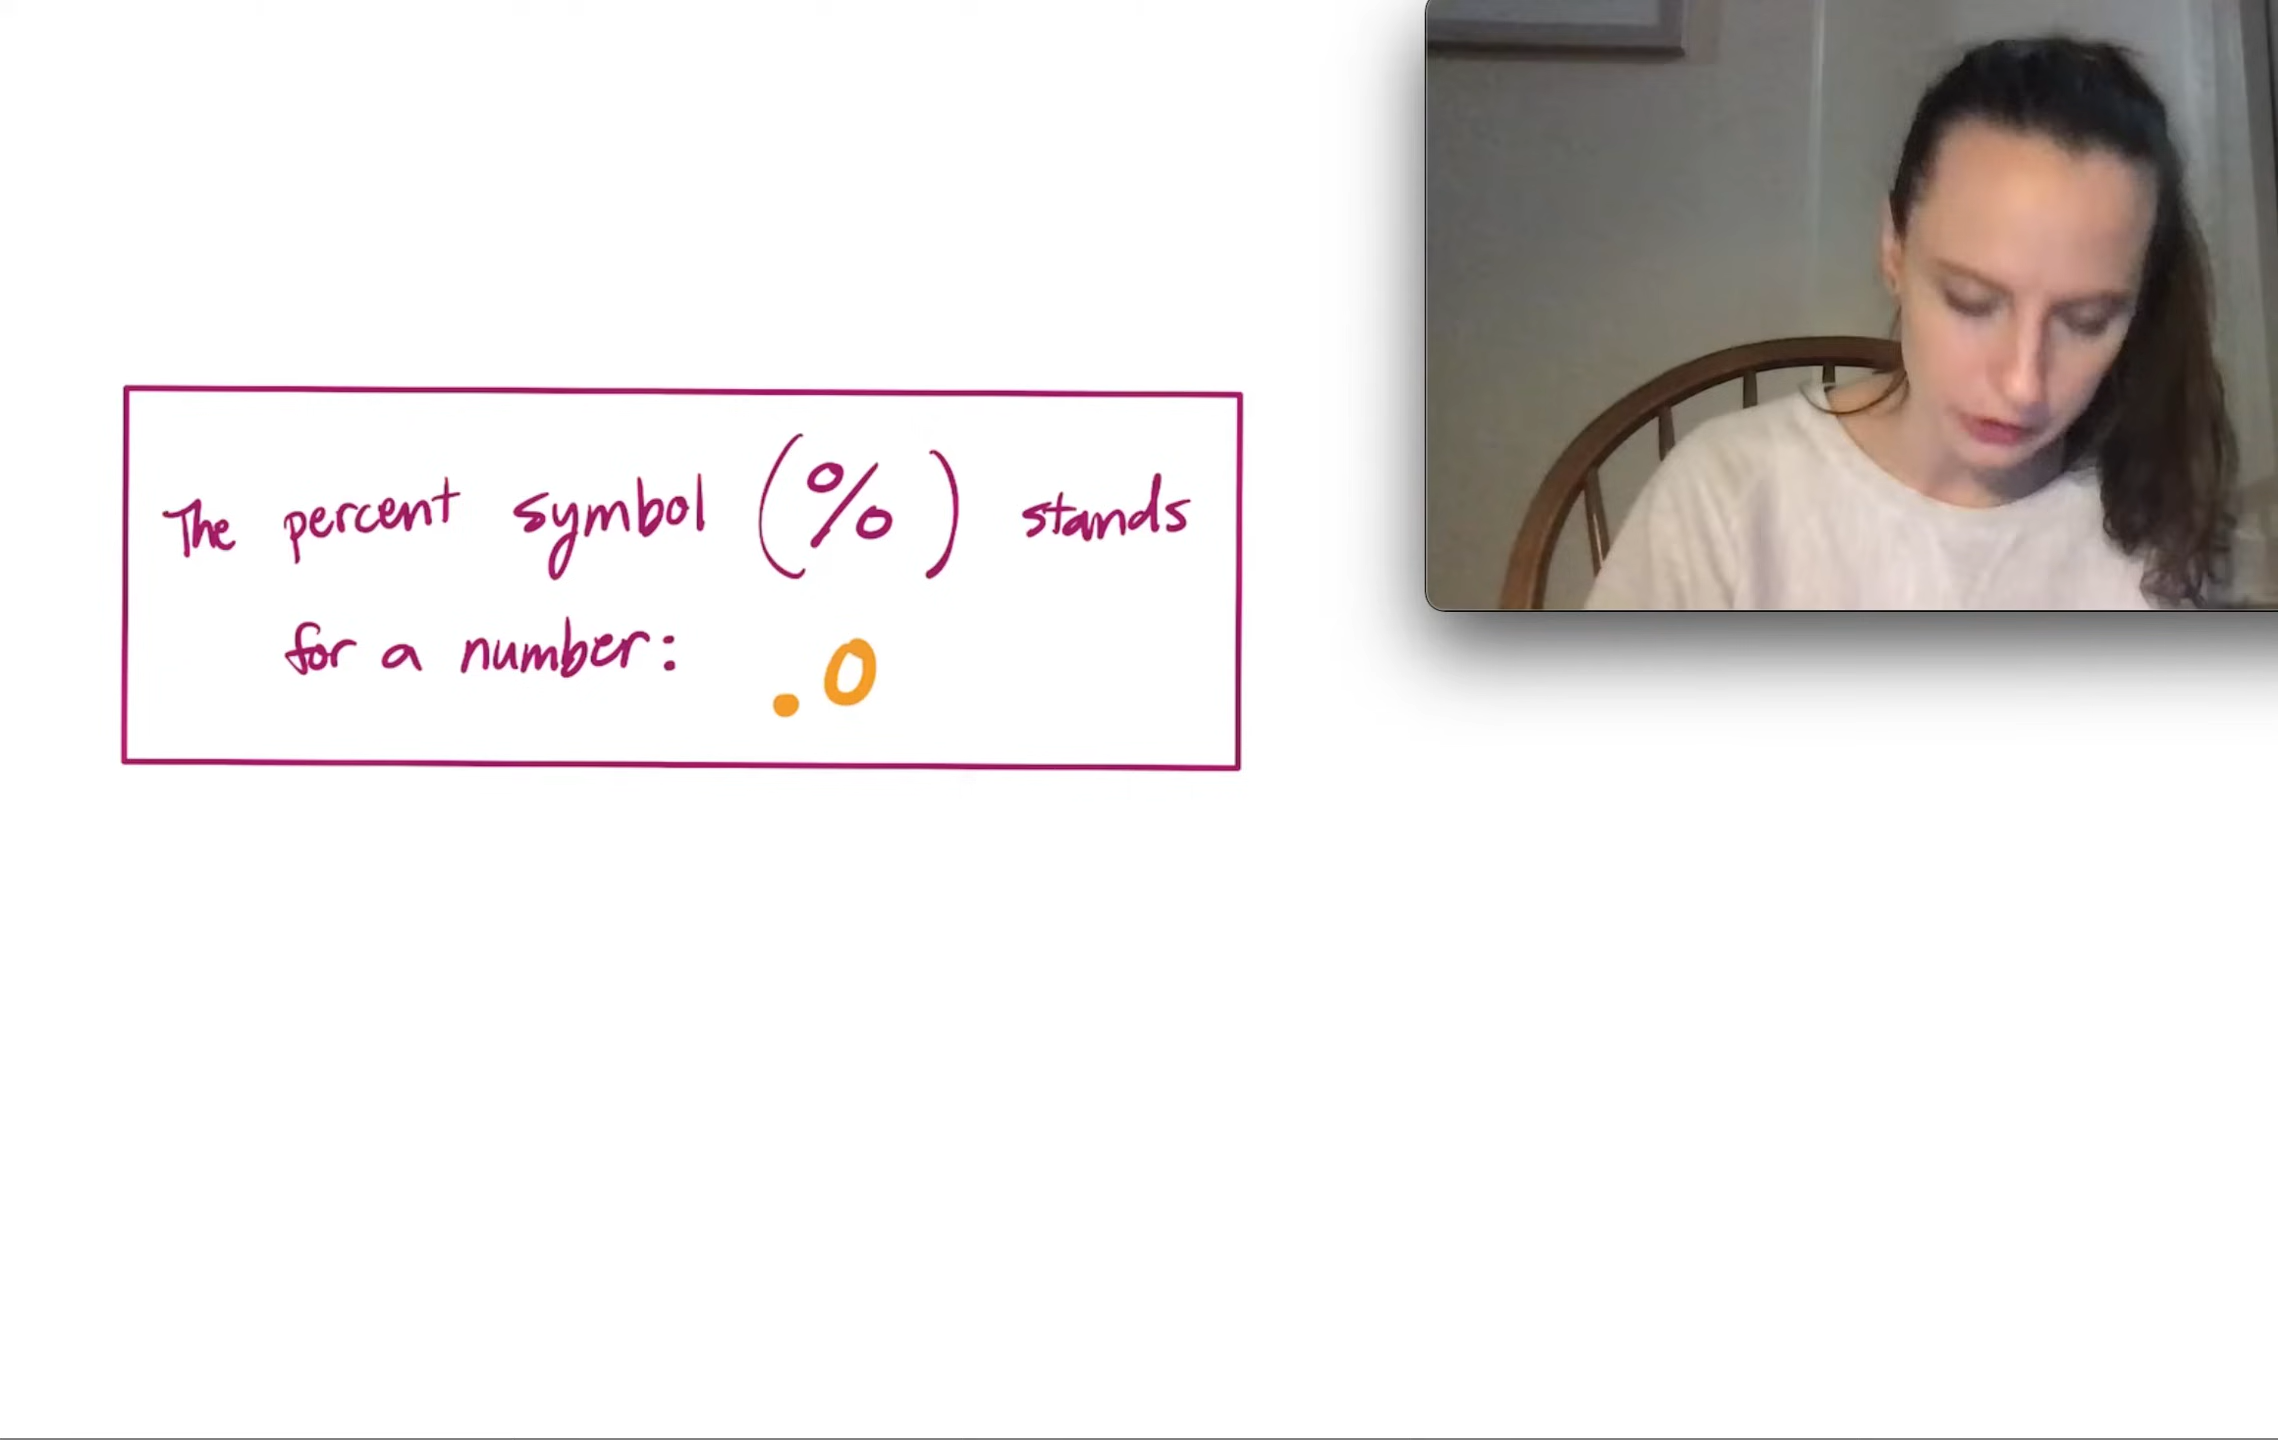 The percent symbol (%) stands
for a number: .0